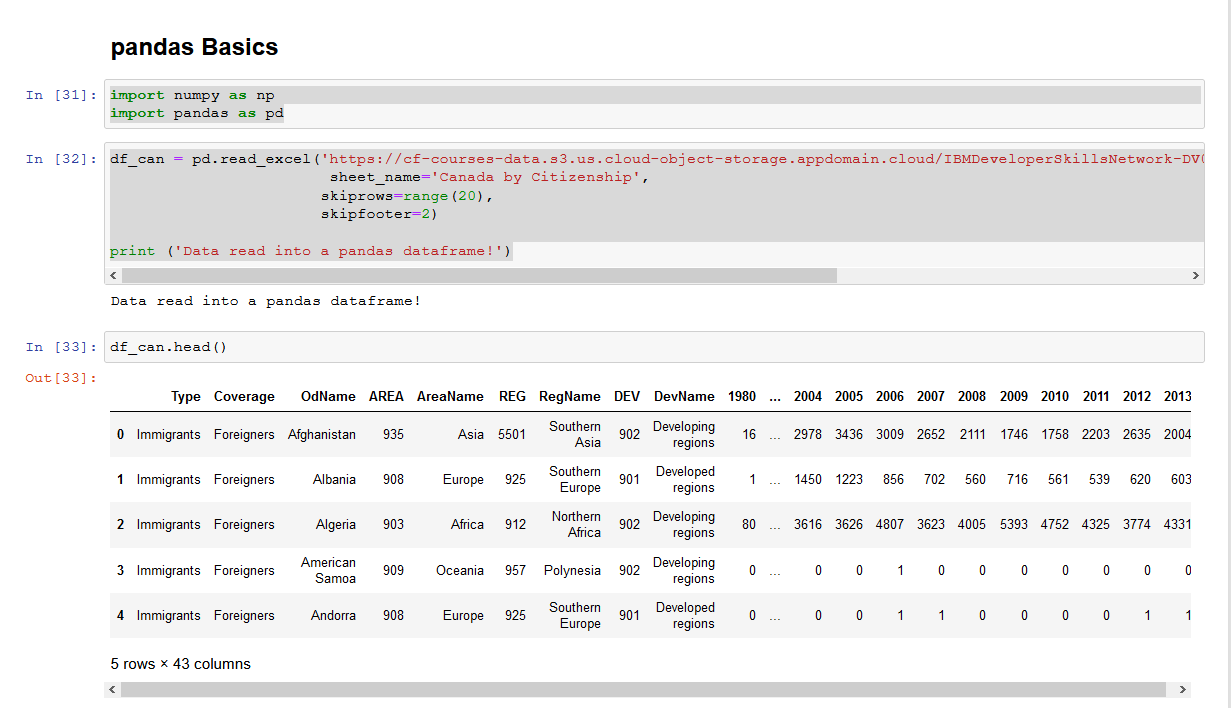 pandas Basics
In [31]: import numpy as np
import pandas as pd
In [32]: df_can = pd.read_excel('https://cf-courses-data.s3.us.cloud-object-storage.appdomain.cloud/IBMDeveloperSkillsNetwork-DV
sheet_name='Canada by Citizenship',
skiprows=range(20),
skipfooter=2)
print ('Data read into a pandas dataframe!')
Data read into a pandas dataframe!
In [33]: df_can.head()
Out[33]:
Type Coverage OdName AREA AreaName REG RegName DEV DevName 1980 ... 2004 2005 2006 2007 2008 2009 2010 2011 2012 2013
0 Immigrants Foreigners Afghanistan 935 Asia 5501 Southern Asia 902 Developing regions 16 ... 2978 3436 3009 2652 2111 1746 1758 2203 2635 2004
1 Immigrants Foreigners Albania 908 Europe 925 Southern Europe 901 Developed regions 1 ... 1450 1223 856 702 560 716 561 539 620 603
2 Immigrants Foreigners Algeria 903 Africa 912 Northern Africa 902 Developing regions 80 ... 3616 3626 4807 3623 4005 5393 4752 4325 3774 4331
3 Immigrants Foreigners American Samoa 909 Oceania 957 Polynesia 902 Developing regions 0 ... 0 0 1 0 0 0 0 0 0 0
4 Immigrants Foreigners Andorra 908 Europe 925 Southern Europe 901 Developed regions 0 ... 0 0 1 1 0 0 0 0 1 1
5 rows × 43 columns